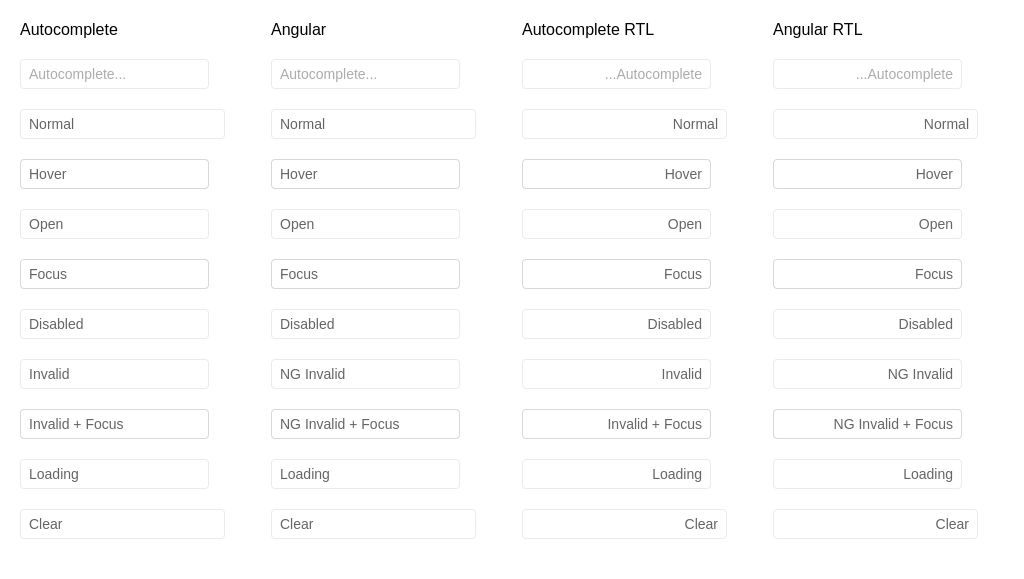 Autocomplete Angular Autocomplete RTL Angular RTL
Autocomplete... Autocomplete... ...Autocomplete ...Autocomplete
Normal Normal Normal Normal
Hover Hover Hover Hover
Open Open Open Open
Focus Focus Focus Focus
Disabled Disabled Disabled Disabled
Invalid NG Invalid Invalid NG Invalid
Invalid + Focus NG Invalid + Focus Invalid + Focus NG Invalid + Focus
Loading Loading Loading Loading
Clear Clear Clear Clear